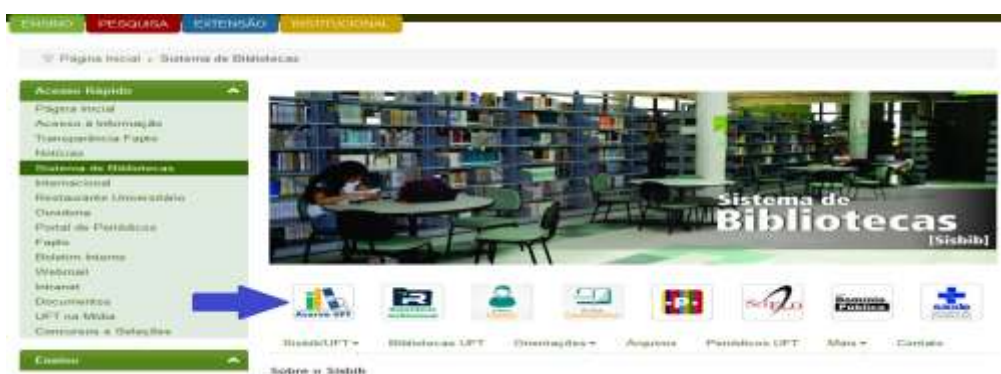 ENSINO PESQUISA EXTENSÃO INSTITUCIONAL
Página Inicial › Sistema de Bibliotecas
Acesso Rápido
Página Inicial
Acesso à Informação
Transparência Fapto
Notícias
Sistema de Bibliotecas
Internacional
Restaurante Universitário
Ouvidoria
Portal de Periódicos
Fapto
Boletim Interno
Webmail
Intranet
Documentos
UFT na Mídia
Concursos e Seleções
Ensino
Sistema de
Bibliotecas
[Sisbib]
Acervo UFT
.P.
SciELO
Domínio
Público
saúde
Sisbib/UFT Bibliotecas UFT Orientações Arquivos Periódicos UFT Mais Contato
Sobre o Sisbib